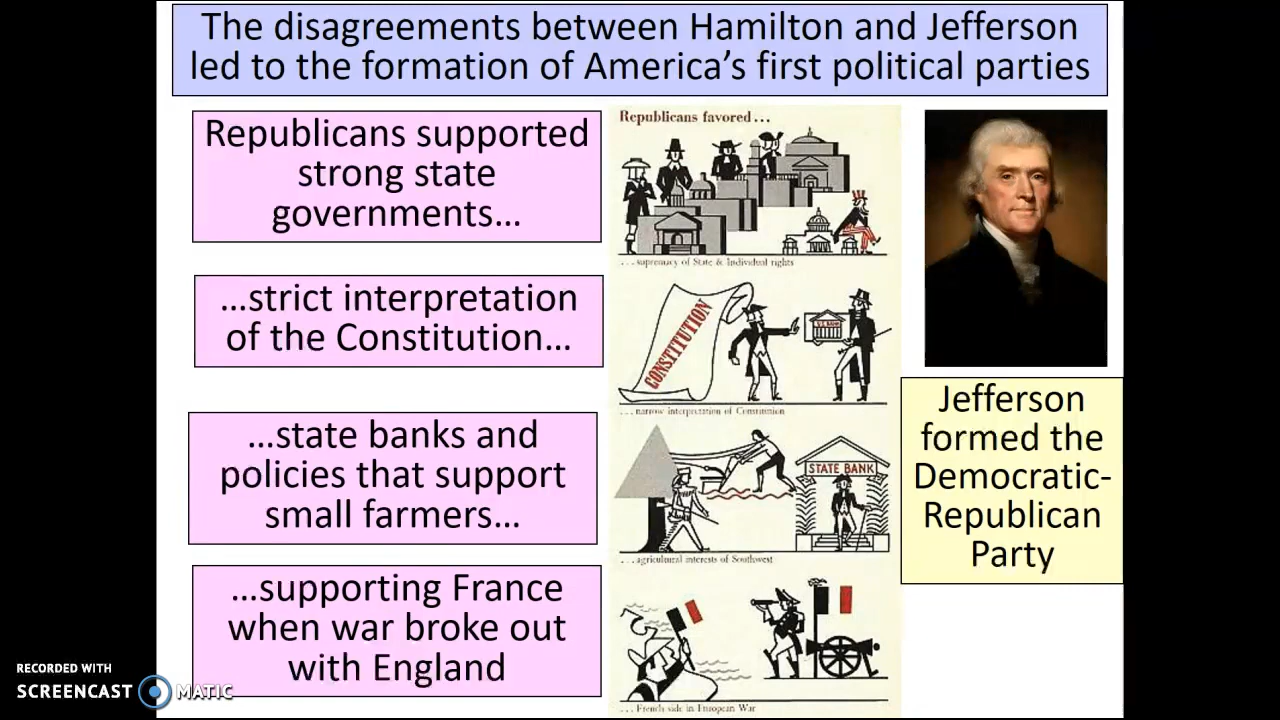 The disagreements between Hamilton and Jefferson
led to the formation of America's first political parties
Republicans supported
strong state
governments…
…strict interpretation
of the Constitution…
…state banks and
policies that support
small farmers…
…supporting France
when war broke out
with England
Republicans favored...
...supremacy of State & Individual rights
CONSTITUTION
U.S. BANK
...narrow interpretation of Constitution
STATE BANK
...agricultural interests of Southwest
...French side in European War
Jefferson
formed the
Democratic-
Republican
Party
RECORDED WITH
SCREENCAST MATIC